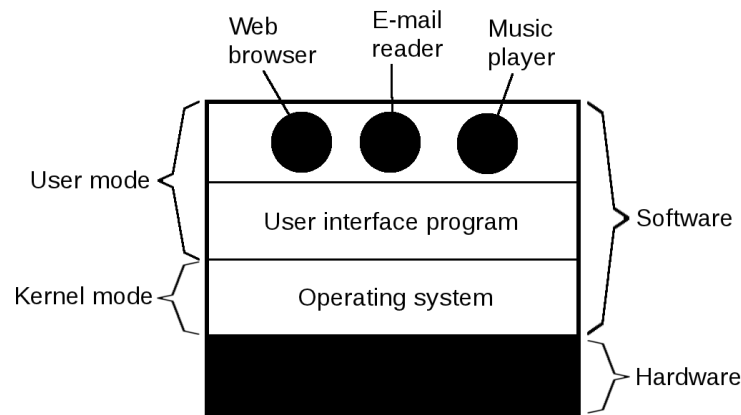 Web
browser
E-mail
reader
Music
player
User mode
User interface program
Software
Kernel mode
Operating system
Hardware